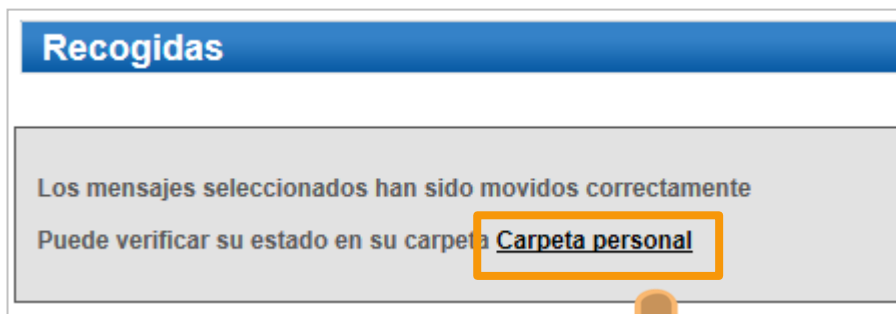 Recogidas
Los mensajes seleccionados han sido movidos correctamente
Puede verificar su estado en su carpeta Carpeta personal